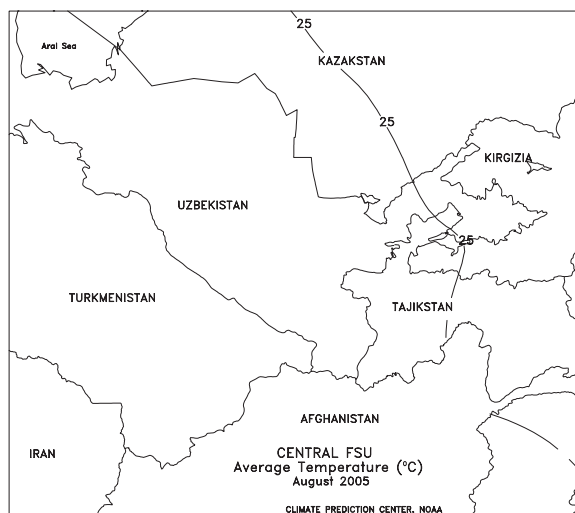 25
Aral Sea
KAZAKSTAN
25
KIRGIZIA
UZBEKISTAN
25
TURKMENISTAN
TAJIKSTAN
AFGHANISTAN
IRAN
CENTRAL FSU
Average Temperature (°C)
August 2005
CLIMATE PREDICTION CENTER, NOAA